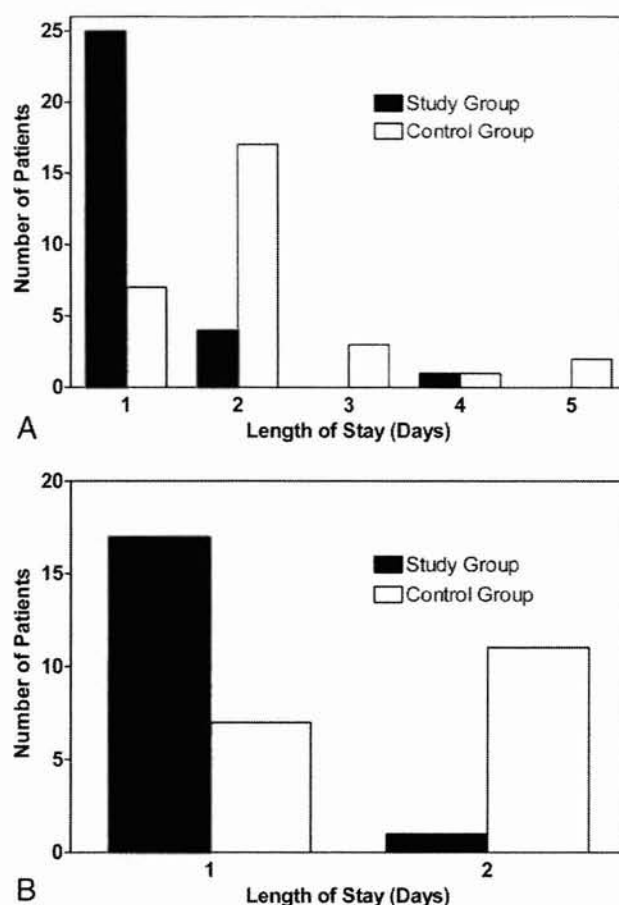 25
20
15
10
5
0
Number of Patients
Study Group
Control Group
1 2 3 4 5
A
Length of Stay (Days)
20
15
10
5
0
Number of Patients
Study Group
Control Group
1 2
B
Length of Stay (Days)